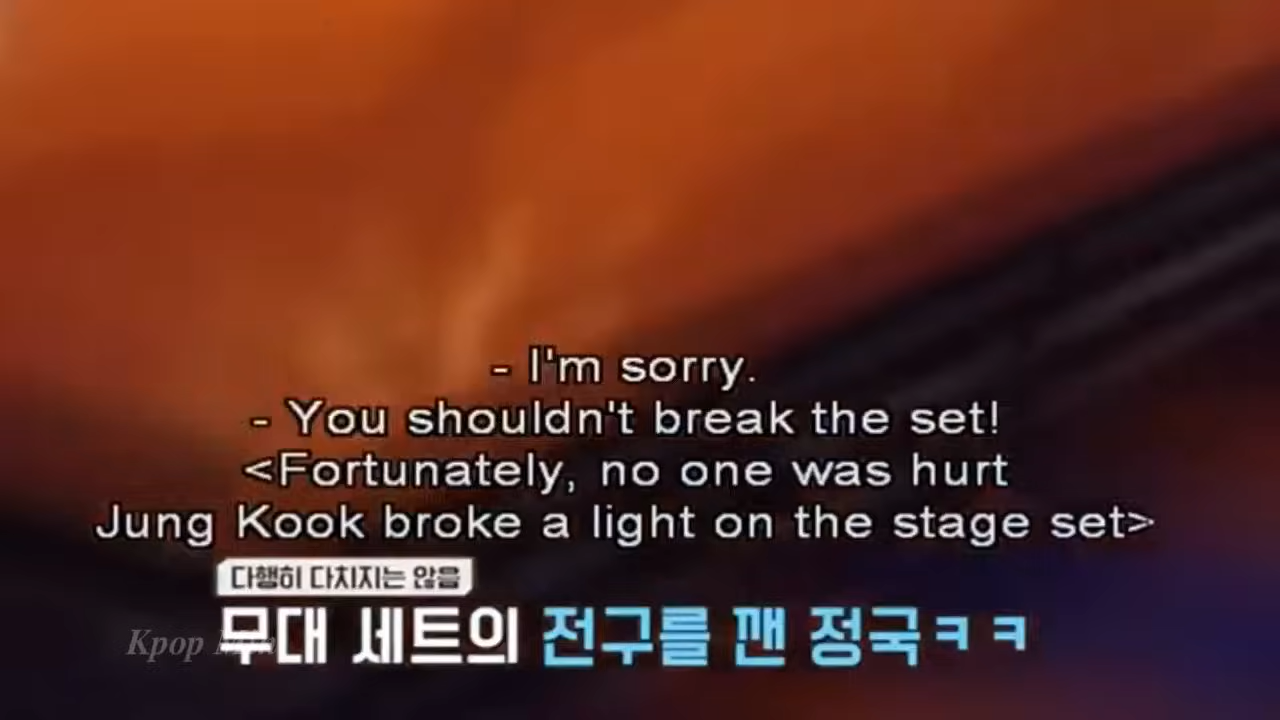 - I'm sorry.
- You shouldn't break the set!
<Fortunately, no one was hurt
Jung Kook broke a light on the stage set>
다행히 다치지는 않음
무대 세트의 전구를 깬 정국ㅋㅋ
Kpop